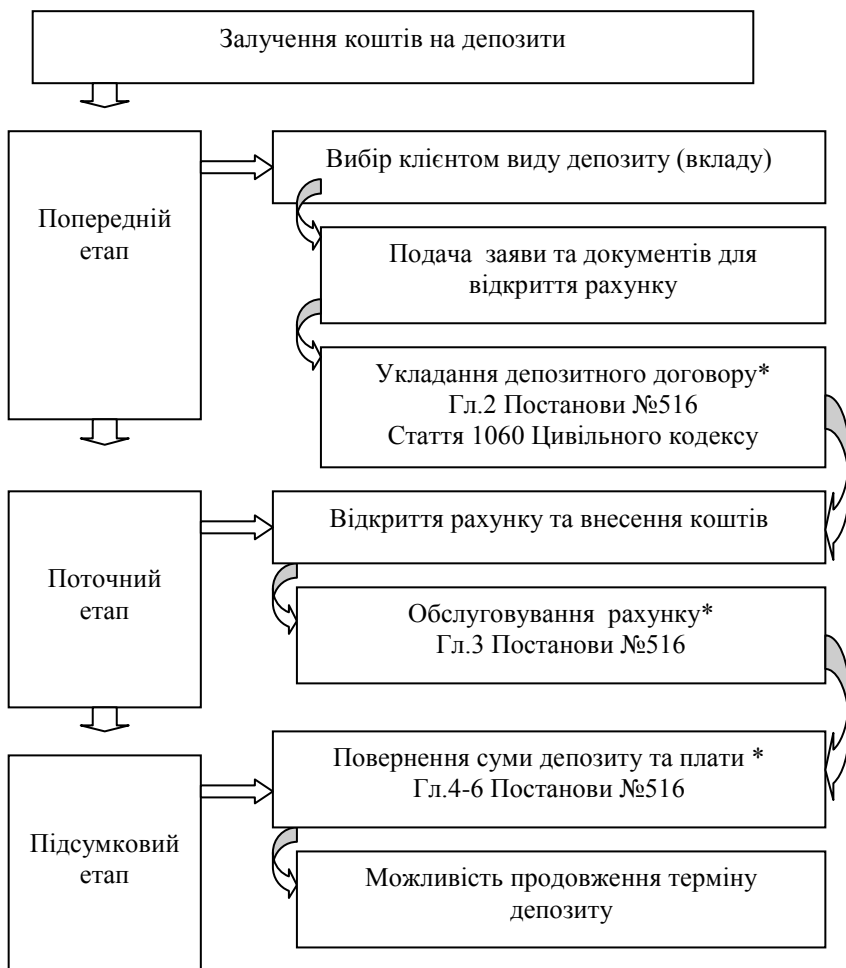 Залучення коштів на депозити
Попередній
етап
Вибір клієнтом виду депозиту (вкладу)
Подача заяви та документів для
відкриття рахунку
Укладання депозитного договору*
Гл.2 Постанови №516
Стаття 1060 Цивільного кодексу
Поточний
етап
Відкриття рахунку та внесення коштів
Обслуговування рахунку*
Гл.3 Постанови №516
Підсумковий
етап
Повернення суми депозиту та плати *
Гл.4-6 Постанови №516
Можливість продовження терміну
депозиту